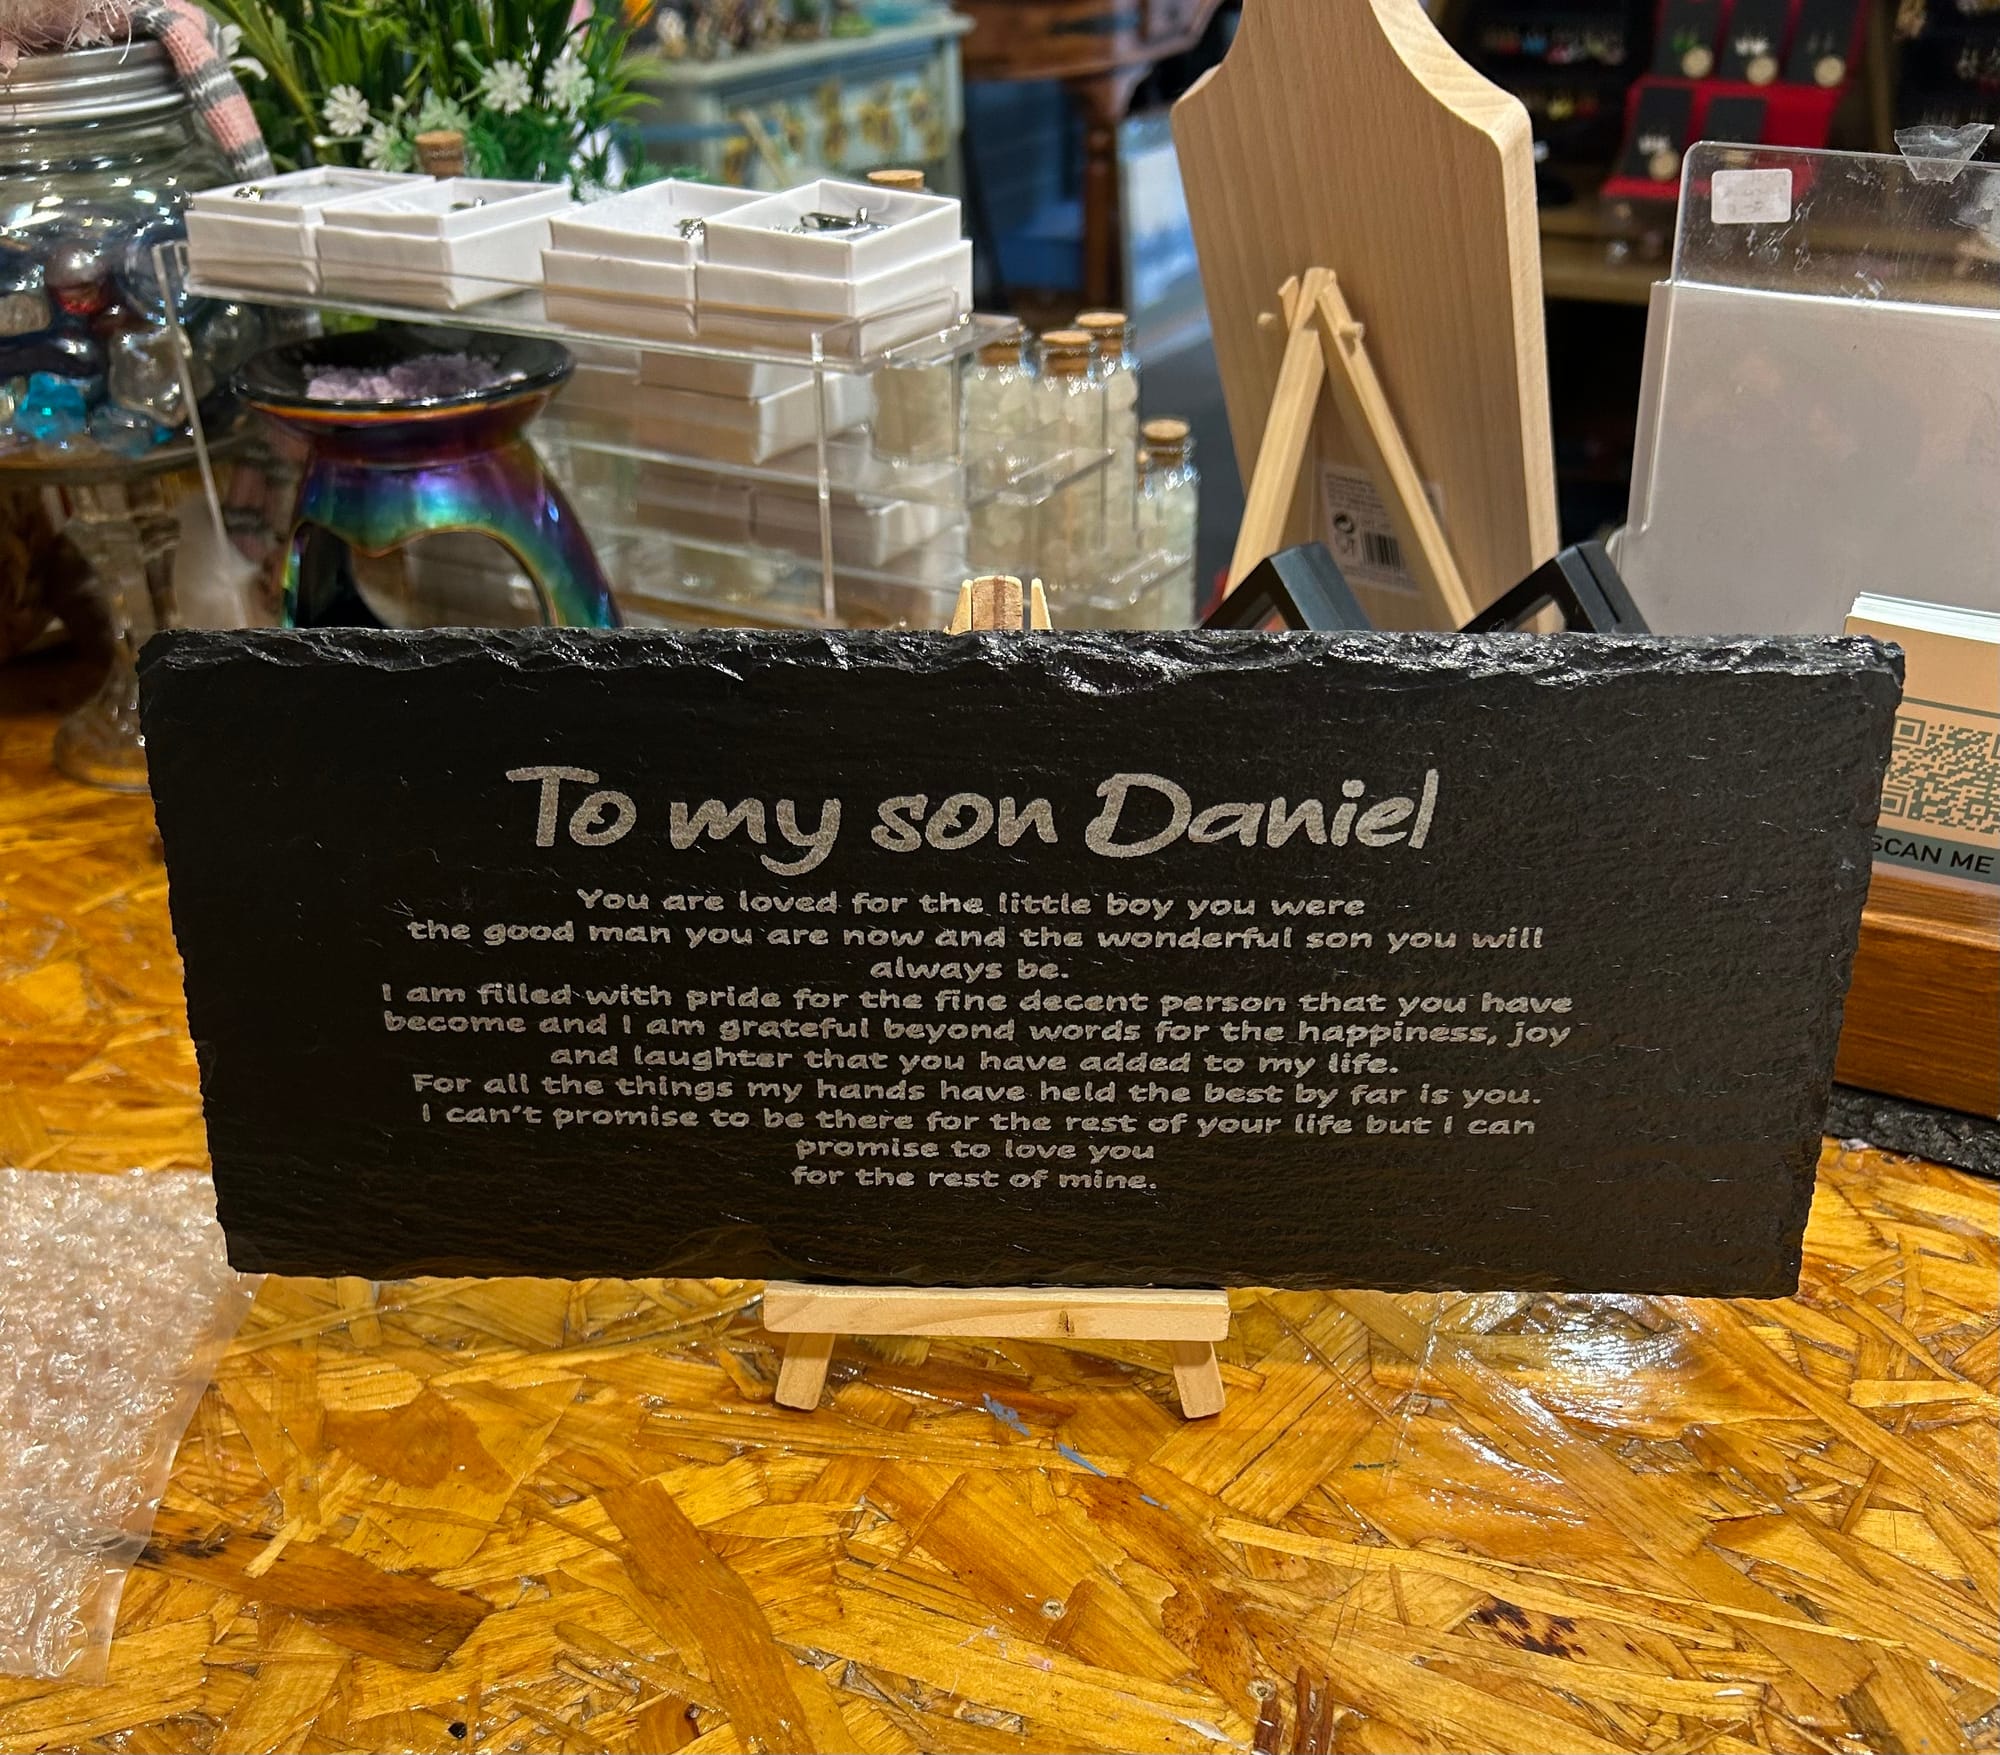 To my son Daniel
You are loved for the little boy you were
the good man you are now and the wonderful son you will
always be.
I am filled with pride for the fine decent person that you have
become and I am grateful beyond words for the happiness, joy
and laughter that you have added to my life.
For all the things my hands have held the best by far is you.
I can't promise to be there for the rest of your life but I can
promise to love you
for the rest of mine.
SCAN ME